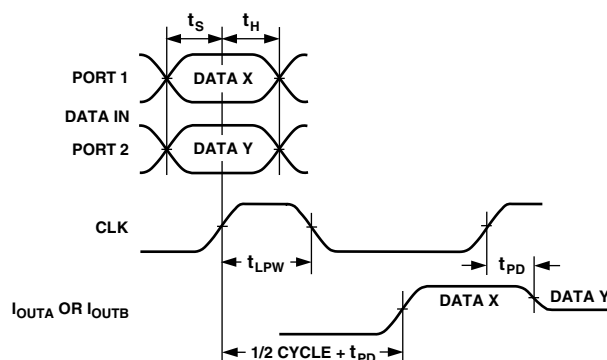 tS
tH
PORT 1
DATA X
DATA IN
PORT 2
DATA Y
CLK
tLPW
tPD
IOUTA OR IOUTB
DATA X
DATA Y
1/2 CYCLE + tPD